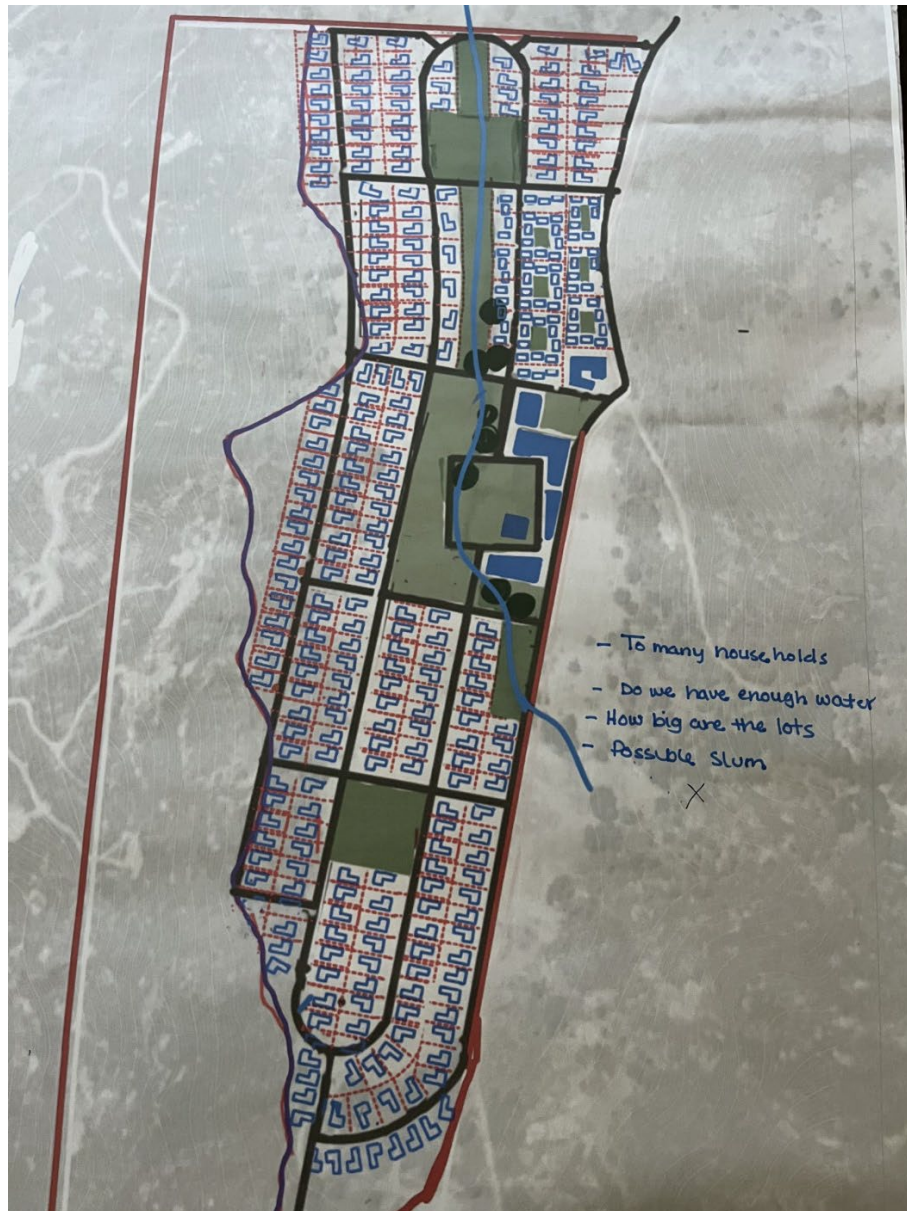 - To many households
- Do we have enough water
- How big are the lots
- Possible Slum
X